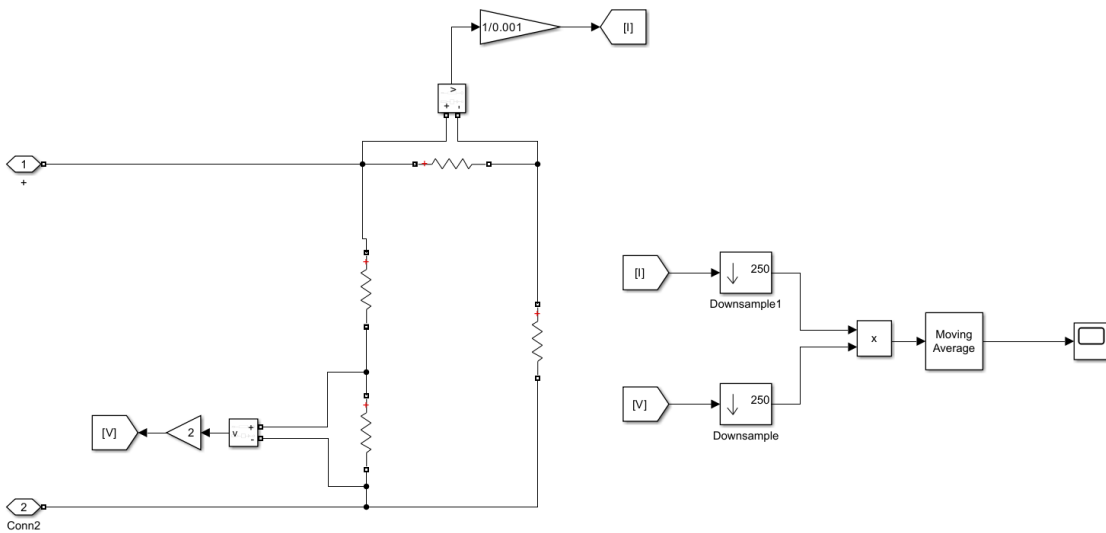 1/0.001
[I]
>
+ -
1
+
+
+
+
[I]
250
Downsample1
x
Moving
Average
+
[V]
2
v
+
-
[V]
250
Downsample
2
Conn2